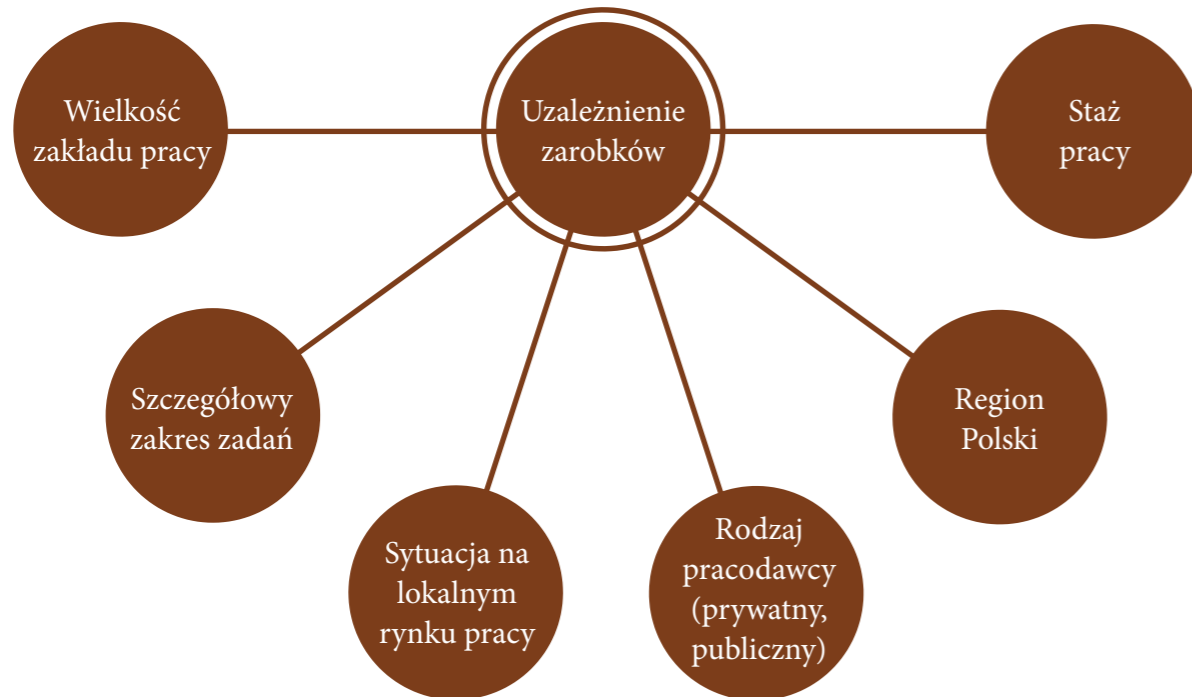 Wielkość
zakładu pracy
Uzależnienie
zarobków
Staż
pracy
Szczegółowy
zakres zadań
Region
Polski
Sytuacja na
lokalnym
rynku pracy
Rodzaj
pracodawcy
(prywatny,
publiczny)